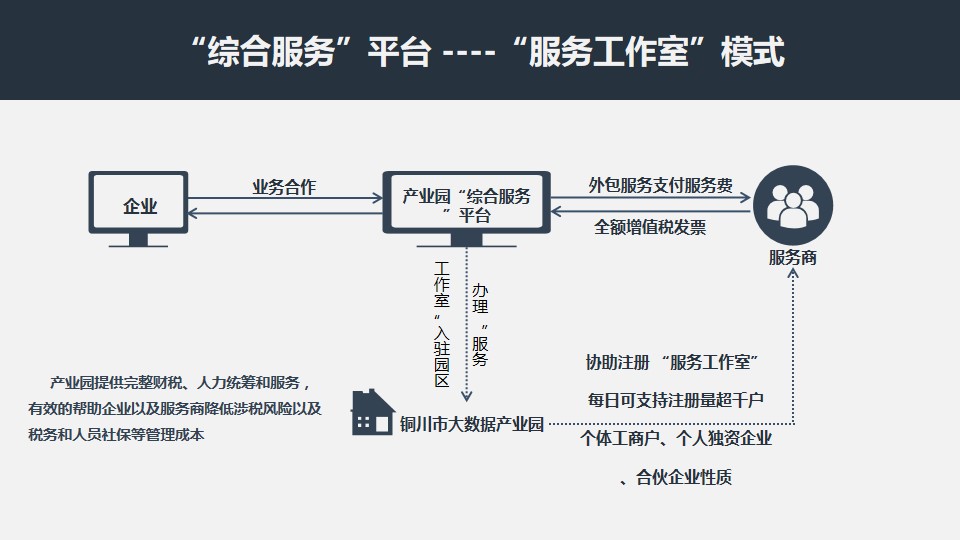 “综合服务”平台 ----“服务工作室”模式
企业
业务合作
产业园“综合服务
”平台
外包服务支付服务费
全额增值税发票
服务商
办理“服务
工作室“入驻园区
产业园提供完整财税、人力统筹和服务，
有效的帮助企业以及服务商降低涉税风险以及
税务和人员社保等管理成本
铜川市大数据产业园
协助注册 “服务工作室”
每日可支持注册量超千户
个体工商户、个人独资企业
、合伙企业性质